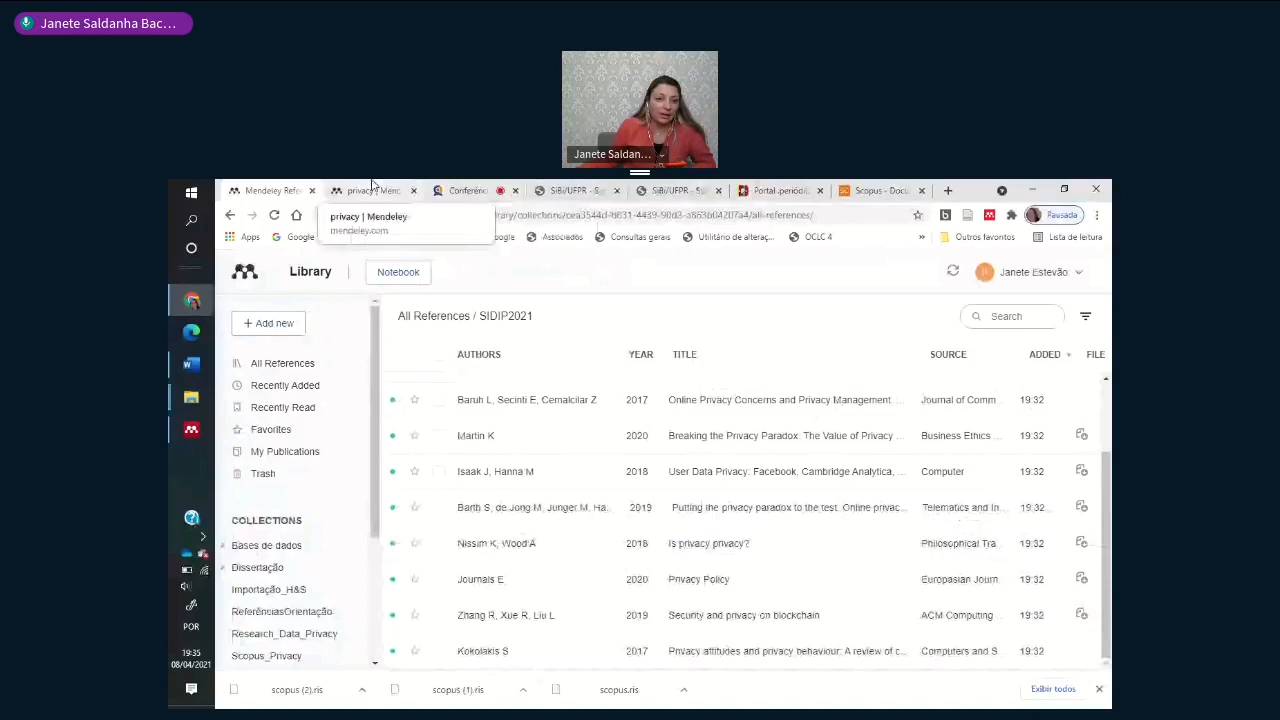 Janete Saldanha Bac…
Janete Saldan…
Mendeley Refe
privacy | Mend
Conferênc
SiBi/UFPR - S
SiBi/UFPR - S
Portal .periódi
Scopus - Docu
privacy | Mendeley
mendeley.com
/all-references/
Pausada
Apps
Google
Associados
Consultas gerais
Utilitário de alteraç...
OCLC 4
»
Outros favoritos
Lista de leitura
Library
Notebook
Janete Estevão
+ Add new
All References / SIDIP2021
Search
All References
Recently Added
Recently Read
Favorites
My Publications
Trash
COLLECTIONS
Bases de dados
Dissertação
Importação_H&S
ReferênciasOrientação
Research_Data_Privacy
Scopus_Privacy
AUTHORS YEAR TITLE SOURCE ADDED FILE
Baruh L, Secinti E, Cemalcilar Z 2017 Online Privacy Concerns and Privacy Management ... Journal of Comm... 19:32
Martin K 2020 Breaking the Privacy Paradox: The Value of Privacy ... Business Ethics ... 19:32
Isaak J, Hanna M 2018 User Data Privacy: Facebook, Cambridge Analytica, ... Computer 19:32
Barth S, de Jong M, Junger M, Ha... 2019 Putting the privacy paradox to the test: Online privac... Telematics and In... 19:32
Nissim K, Wood A 2018 Is privacy privacy? Philosophical Tra... 19:32
Journals E 2020 Privacy Policy Europasian Journ... 19:32
Zhang R, Xue R, Liu L 2019 Security and privacy on blockchain ACM Computing ... 19:32
Kokolakis S 2017 Privacy attitudes and privacy behaviour: A review of c... Computers and S... 19:32
POR
19:35
08/04/2021
scopus (2).ris
scopus (1).ris
scopus.ris
Exibir todos